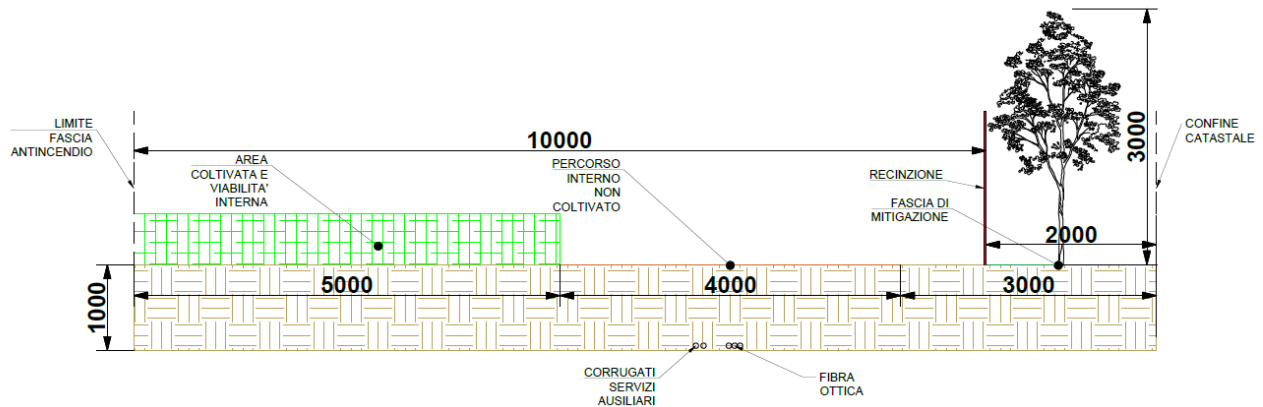 LIMITE
FASCIA
ANTINCENDIO
10000
AREA
COLTIVATA E
VIABILITA'
INTERNA
PERCORSO
INTERNO
NON
COLTIVATO
RECINZIONE
FASCIA DI
MITIGAZIONE
3000
CONFINE
CATASTALE
2000
1000
5000
4000
3000
CORRUGATI
SERVIZI
AUSILIARI
FIBRA
OTTICA